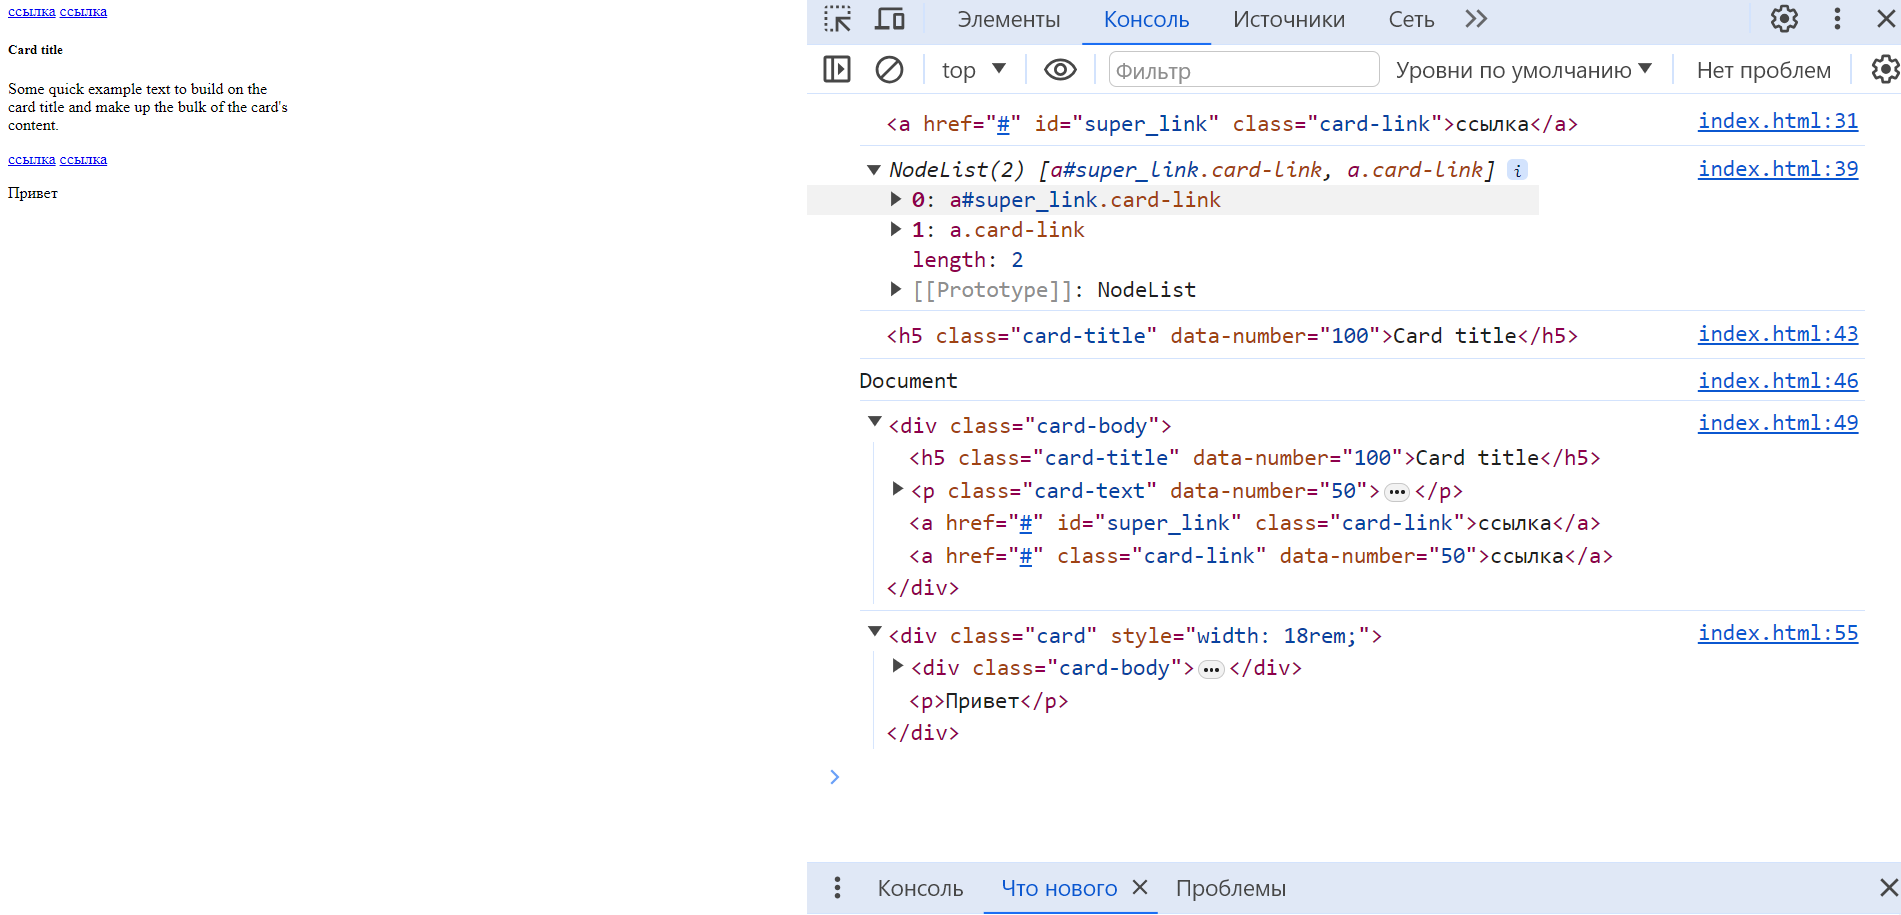 ссылка ссылка
Card title
Some quick example text to build on the
card title and make up the bulk of the card's
content.
ссылка ссылка
Привет
Элементы Консоль Источники Сеть
top Фильтр Уровни по умолчанию Нет проблем
<a href="#" id="super_link" class="card-link">ссылка</a> index.html:31
NodeList(2) [a#super_link.card-link, a.card-link] i index.html:39
0: a#super_link.card-link
1: a.card-link
length: 2
[[Prototype]]: NodeList
<h5 class="card-title" data-number="100">Card title</h5> index.html:43
Document index.html:46
<div class="card-body"> index.html:49
<h5 class="card-title" data-number="100">Card title</h5>
<p class="card-text" data-number="50">…</p>
<a href="#" id="super_link" class="card-link">ссылка</a>
<a href="#" class="card-link" data-number="50">ссылка</a>
</div>
<div class="card" style="width: 18rem;"> index.html:55
<div class="card-body">…</div>
<p>Привет</p>
</div>
Консоль Что нового Проблемы